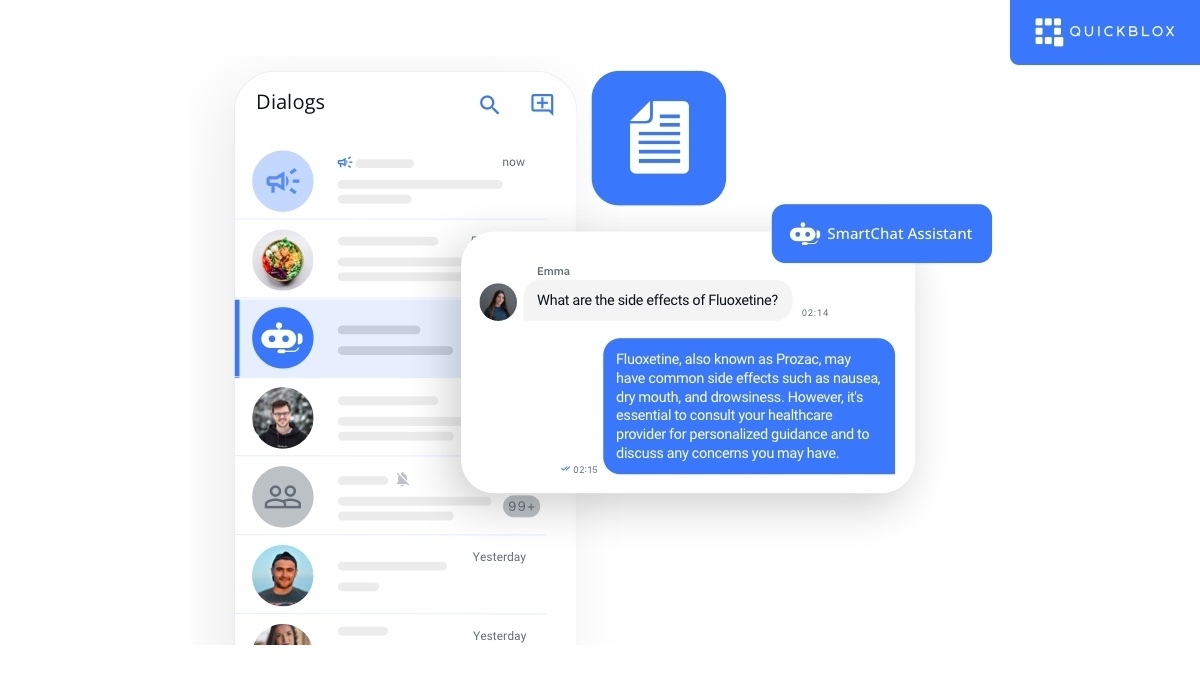 QUICKBLOX
Dialogs
now
SmartChat Assistant
Emma
What are the side effects of Fluoxetine?
02:14
Fluoxetine, also known as Prozac, may
have common side effects such as nausea,
dry mouth, and drowsiness. However, it's
essential to consult your healthcare
provider for personalized guidance and to
discuss any concerns you may have.
02:15
99+
Yesterday
Yesterday